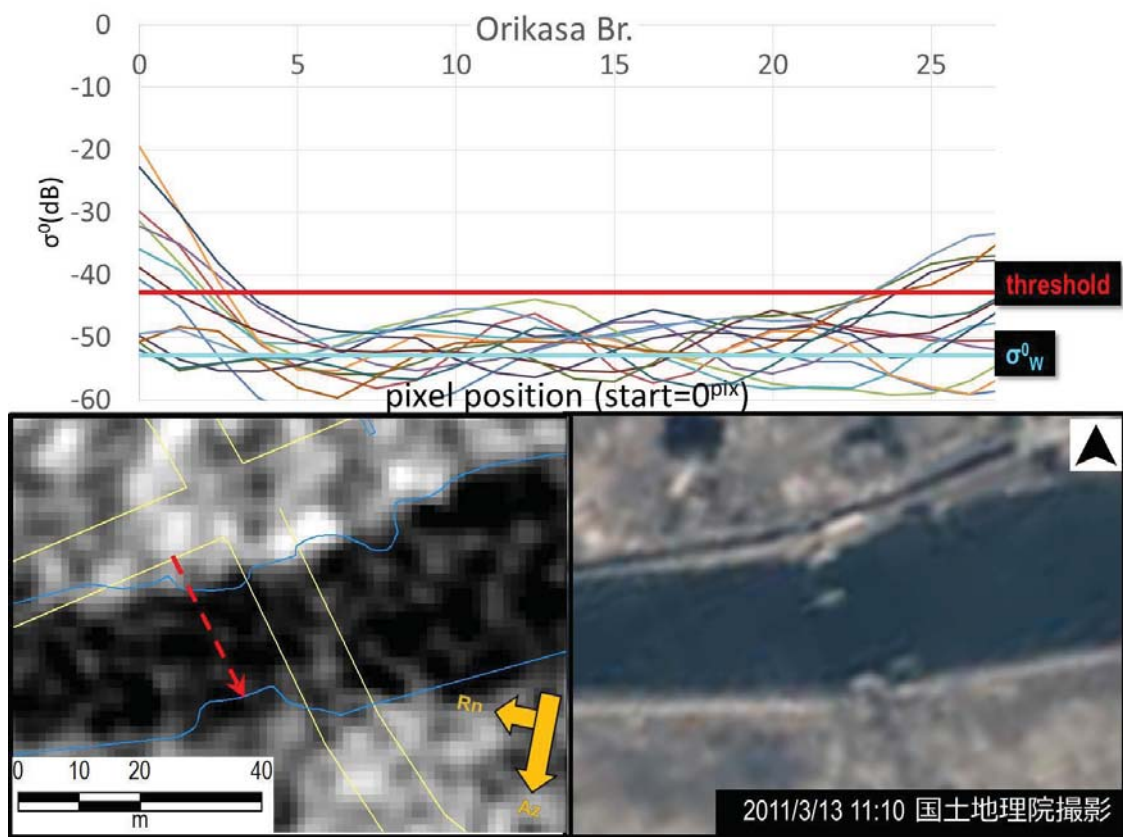 Orikasa Br.
-0
0 5 10 15 20 25
-10
-20
-30
-40
-50
-60
σ⁰(dB)
threshold
σ⁰w
pixel position (start=0pix)
Rn
Az
0 10 20 40
m
2011/3/13 11:10 国土地理院撮影